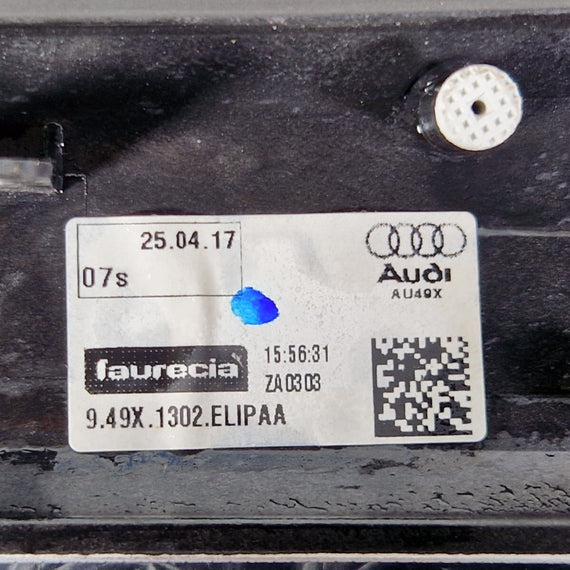 25.04.17
07s
Audi
AU49X
faurecia
15:56:31
ZA0303
9.49X.1302.ELIPAA